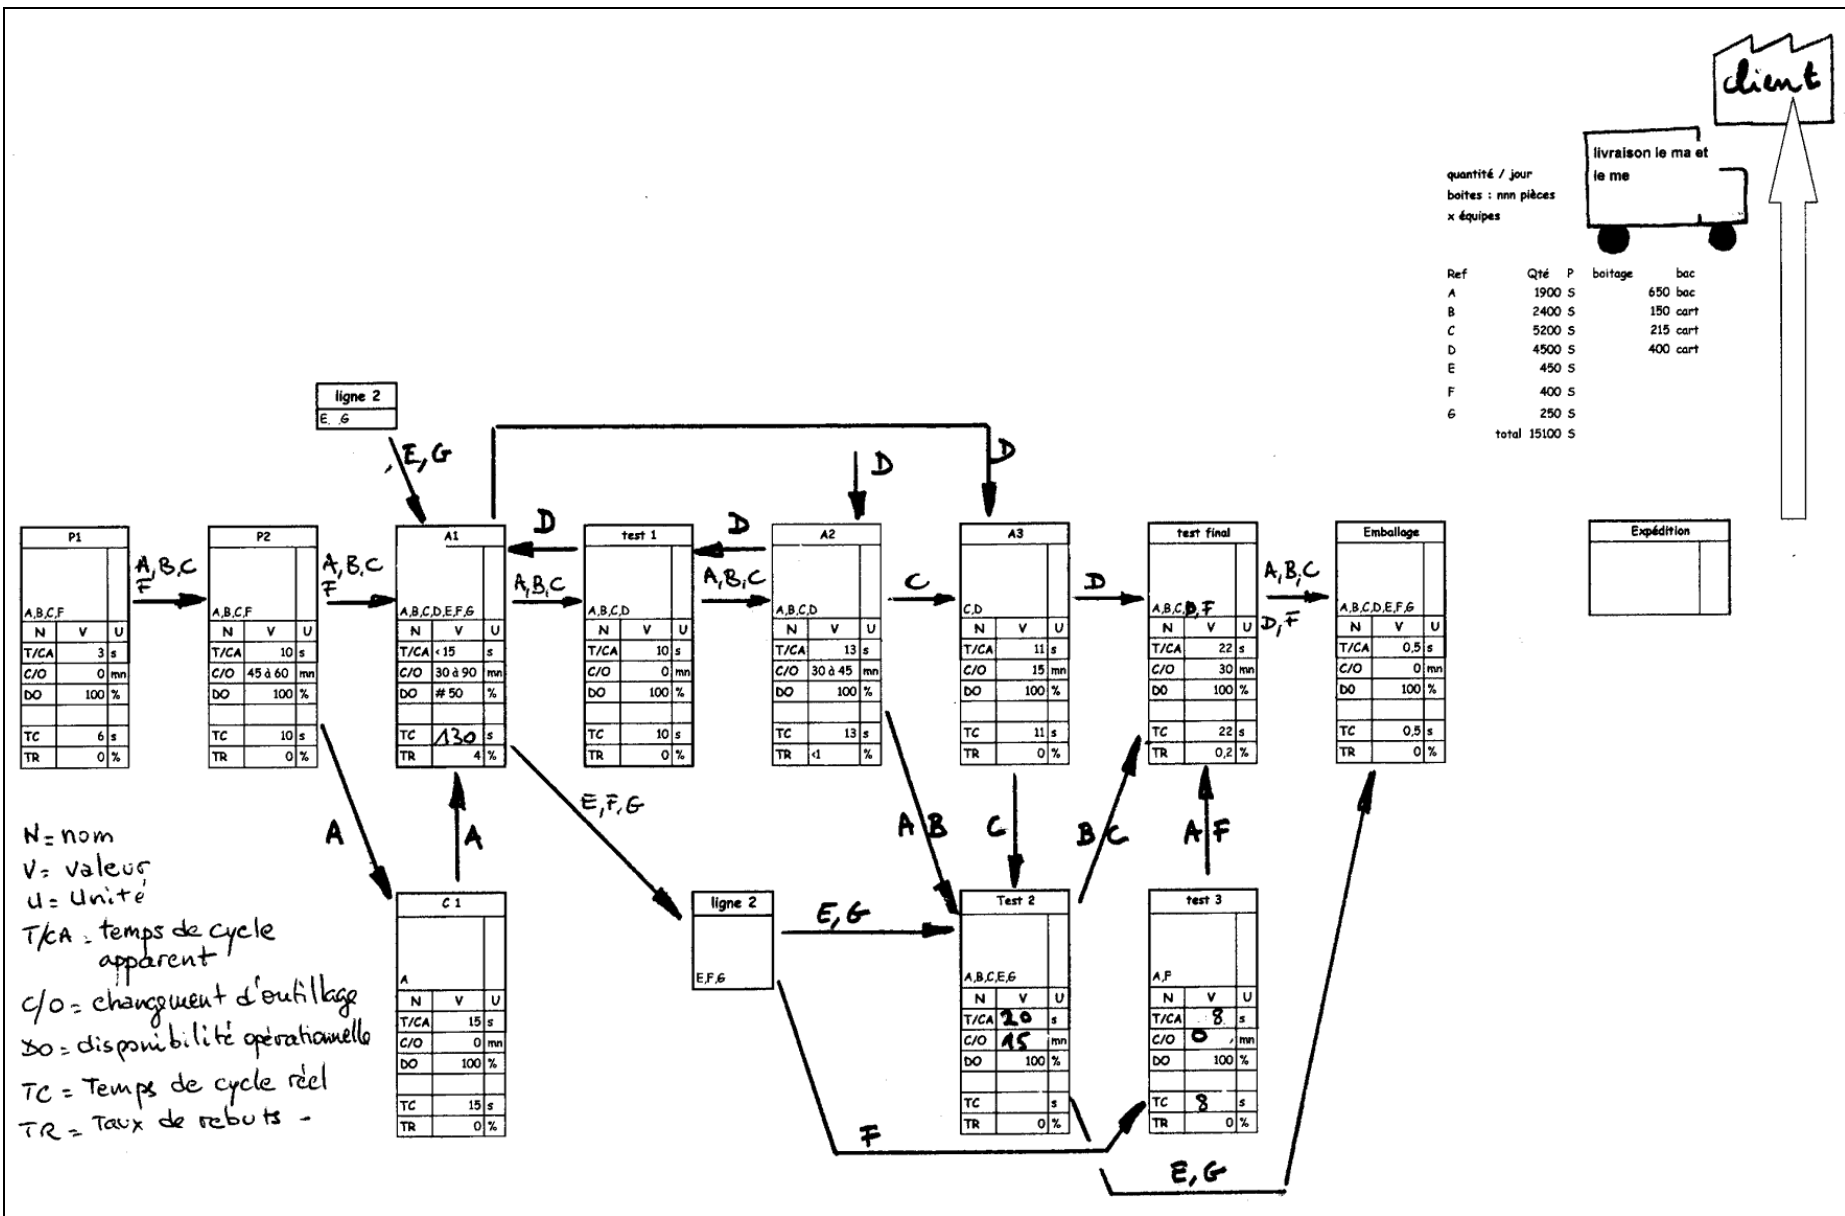 client
livraison le ma et
le me
quantité / jour
boites : nnn pièces
x équipes
Ref Qté P boitage bac
A 1900 S 650 bac
B 2400 S 150 cart
C 5200 S 215 cart
D 4500 S 400 cart
E 450 S
F 400 S
G 250 S
total 15100 S
ligne 2
E, G
E,G
D
D
P1
A,B,C,F
N V U
T/CA 3 s
C/O 0 mn
DO 100 %
TC 6 s
TR 0 %
A,B,C
F
P2
A,B,C,F
N V U
T/CA 10 s
C/O 45 à 60 mn
DO 100 %
TC 10 s
TR 0 %
A,B,C
F
A1
A,B,C,D,E,F,G
N V U
T/CA <15 s
C/O 30 à 90 mn
DO # 50 %
TC 130 s
TR 4 %
D
A,B,C
test 1
A,B,C,D
N V U
T/CA 10 s
C/O 0 mn
DO 100 %
TC 10 s
TR 0 %
D
A,B,C
A2
A,B,C,D
N V U
T/CA 13 s
C/O 30 à 45 mn
DO 100 %
TC 13 s
TR <1 %
C
A3
C,D
N V U
T/CA 11 s
C/O 15 mn
DO 100 %
TC 11 s
TR 0 %
D
test final
A,B,C,D,F
N V U
T/CA 22 s
C/O 30 mn
DO 100 %
TC 22 s
TR 0,2 %
A,B,C
D,F
Emballage
A,B,C,D,E,F,G
N V U
T/CA 0,5 s
C/O 0 mn
DO 100 %
TC 0,5 s
TR 0 %
Expédition
A
A
E,F,G
A B
C
B C
A F
N= nom
V= valeur
U= Unité
T/CA = temps de cycle
apparent
C/O = changement d'outillage
DO = disponibilité opérationnelle
TC = Temps de cycle réel
TR = Taux de rebuts -
C 1
A
N V U
T/CA 15 s
C/O 0 mn
DO 100 %
TC 15 s
TR 0 %
ligne 2
E,F,G
E,G
F
Test 2
A,B,C,E,G
N V U
T/CA 20 s
C/O 15 mn
DO 100 %
TC s
TR 0 %
test 3
A,F
N V U
T/CA 8 s
C/O 0 mn
DO 100 %
TC 8 s
TR 0 %
E,G